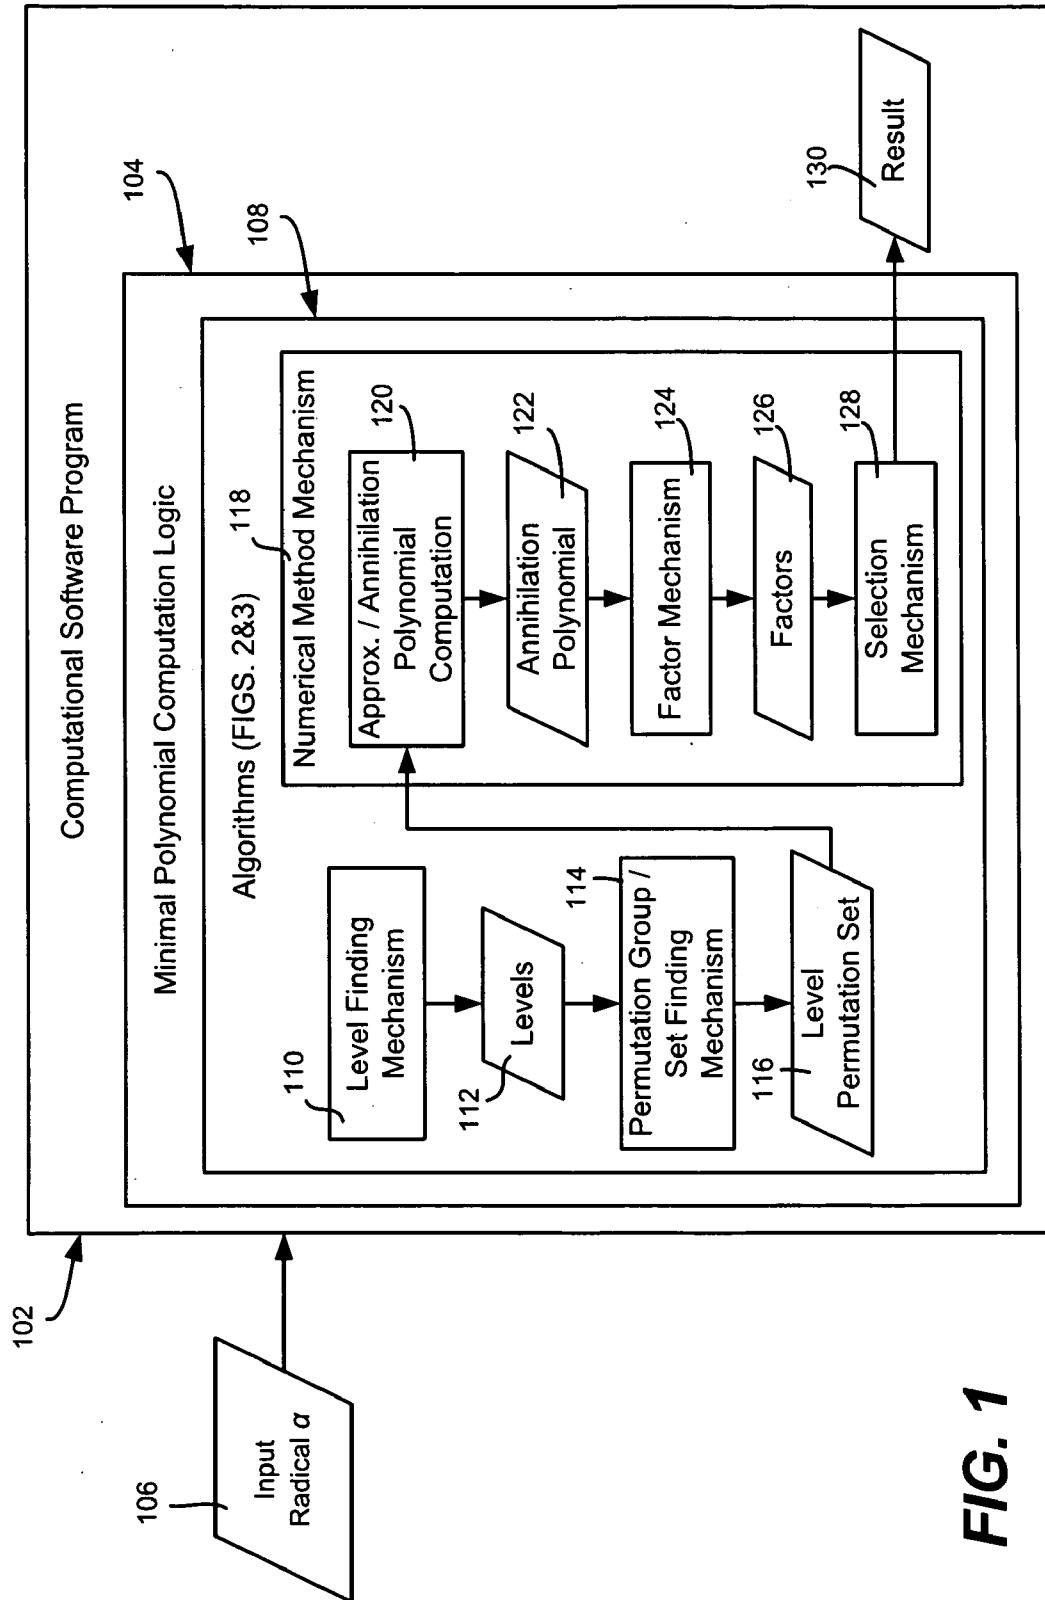 Computational Software Program
102
104
Minimal Polynomial Computation Logic
108
Algorithms (FIGS. 2&3)
106
Input
Radical α
110
Level Finding
Mechanism
112
Levels
114
Permutation Group /
Set Finding
Mechanism
116
Level
Permutation Set
118
Numerical Method Mechanism
120
Approx. / Annihilation
Polynomial
Computation
122
Annihilation
Polynomial
124
Factor Mechanism
126
Factors
128
Selection
Mechanism
130
Result
FIG. 1